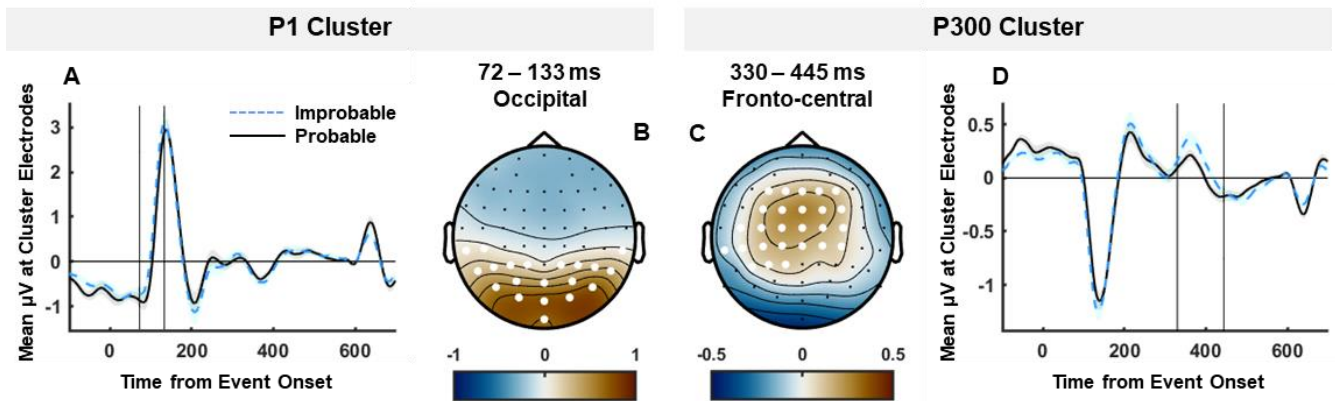 P1 Cluster
P300 Cluster
A
72 – 133 ms
Occipital
330 – 445 ms
Fronto-central
D
B
C
Improbable
Probable
Mean µV at Cluster Electrodes
3
2
1
0
-1
0 200 400 600
Time from Event Onset
-1 0 1
-0.5 0 0.5
Mean µV at Cluster Electrodes
0.5
0
-0.5
-1
0 200 400 600
Time from Event Onset